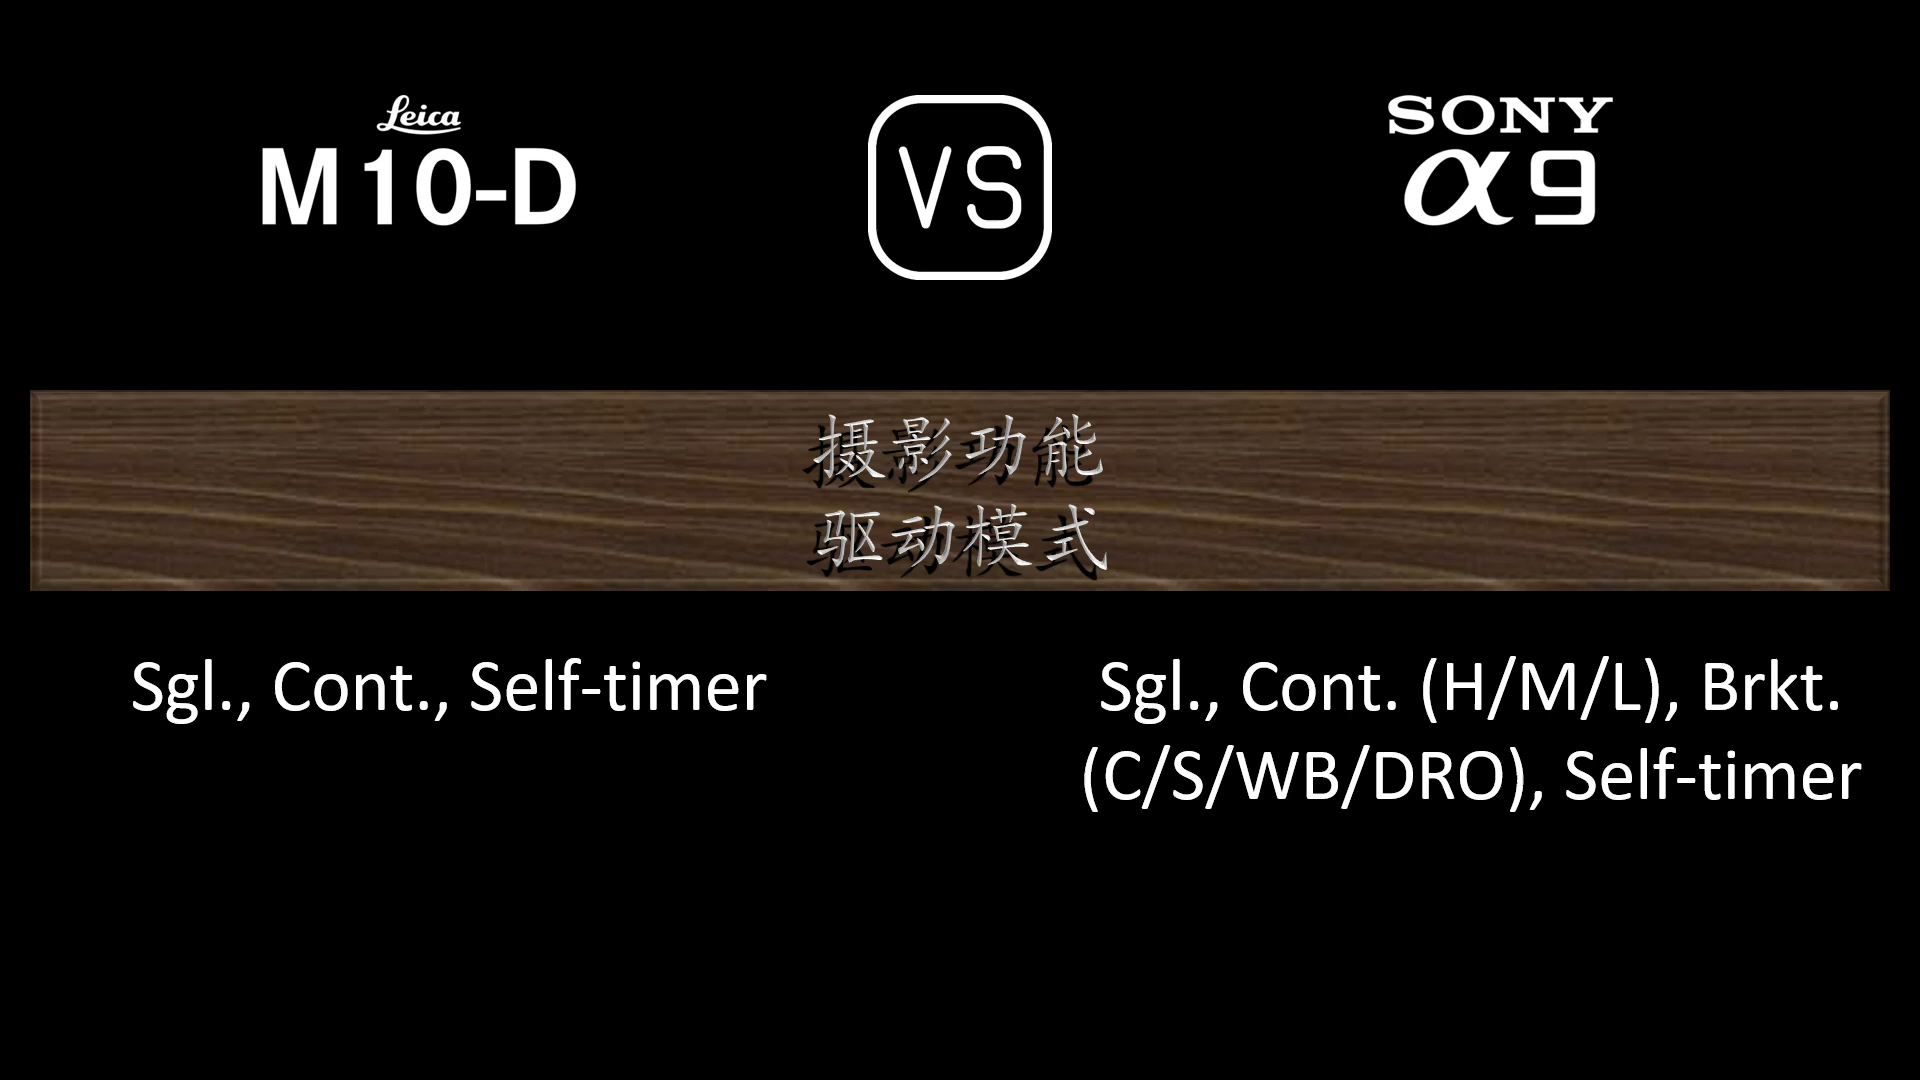 Leica
M10-D
VS
SONY
α9
摄影功能
驱动模式
Sgl., Cont., Self-timer
Sgl., Cont. (H/M/L), Brkt.
(C/S/WB/DRO), Self-timer